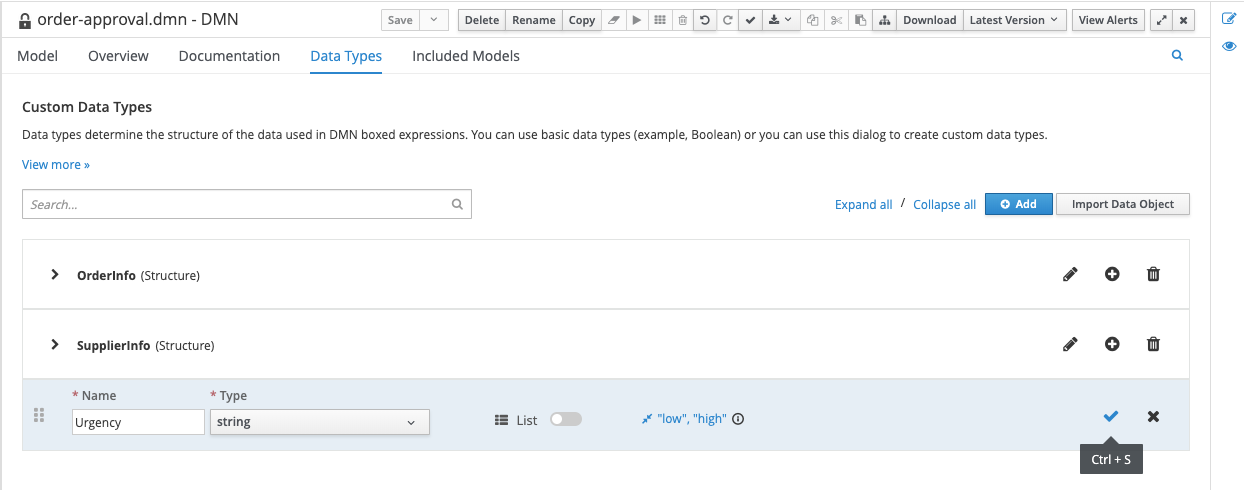 order-approval.dmn - DMN
Save Delete Rename Copy Download Latest Version View Alerts
Model Overview Documentation Data Types Included Models
Custom Data Types
Data types determine the structure of the data used in DMN boxed expressions. You can use basic data types (example, Boolean) or you can use this dialog to create custom data types.
View more »
Search...
Expand all / Collapse all Add Import Data Object
OrderInfo (Structure)
SupplierInfo (Structure)
* Name * Type
Urgency string List "low", "high"
Ctrl + S